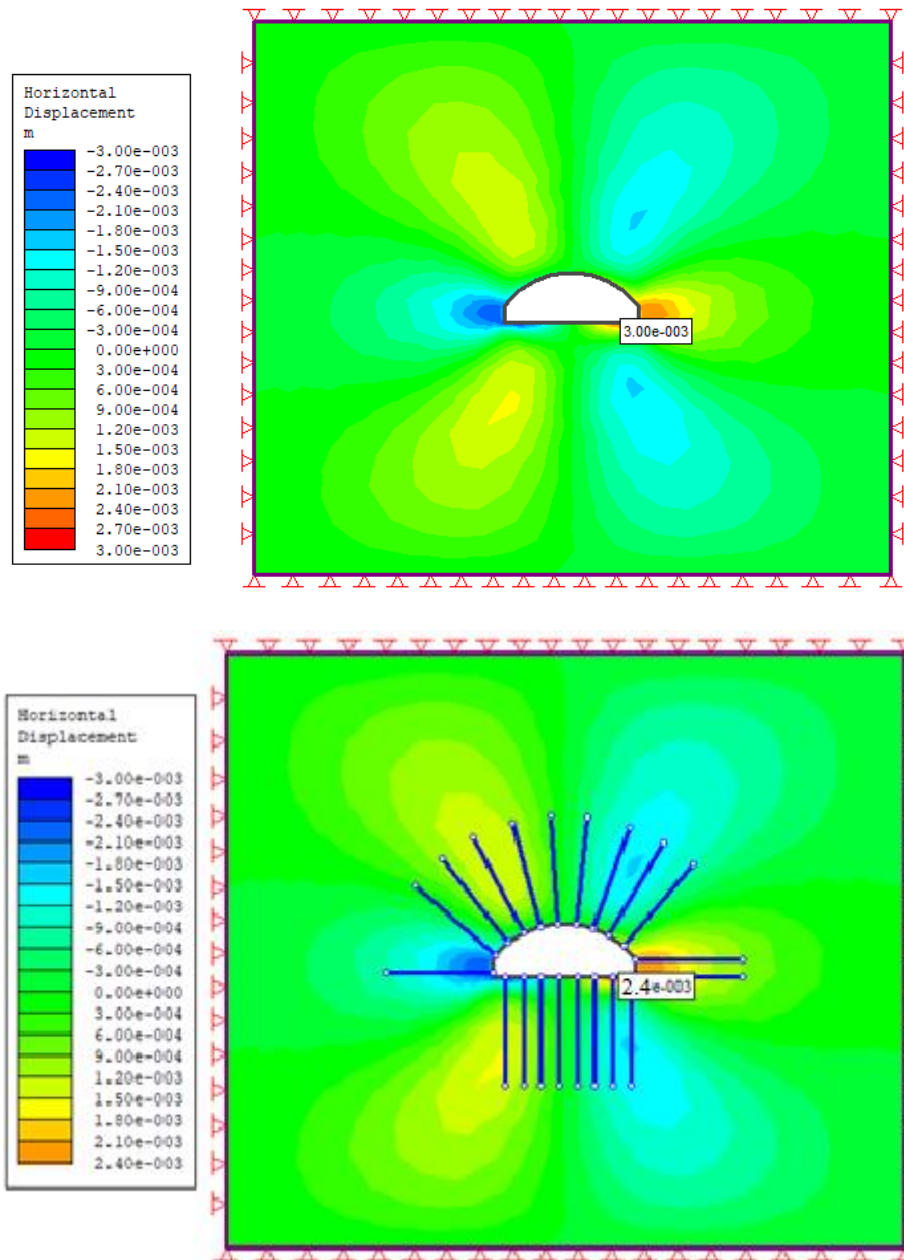 Horizontal
Displacement
m
-3.00e-003
-2.70e-003
-2.40e-003
-2.10e-003
-1.80e-003
-1.50e-003
-1.20e-003
-9.00e-004
-6.00e-004
-3.00e-004
0.00e+000
3.00e-004
6.00e-004
9.00e-004
1.20e-003
1.50e-003
1.80e-003
2.10e-003
2.40e-003
2.70e-003
3.00e-003
3.00e-003
Horizontal
Displacement
m
-3.00e-003
-2.70e-003
-2.40e-003
-2.10e-003
-1.80e-003
-1.50e-003
-1.20e-003
-9.00e-004
-6.00e-004
-3.00e-004
0.00e+000
3.00e-004
6.00e-004
9.00e-004
1.20e-003
1.50e-003
1.80e-003
2.10e-003
2.40e-003
2.4e-003